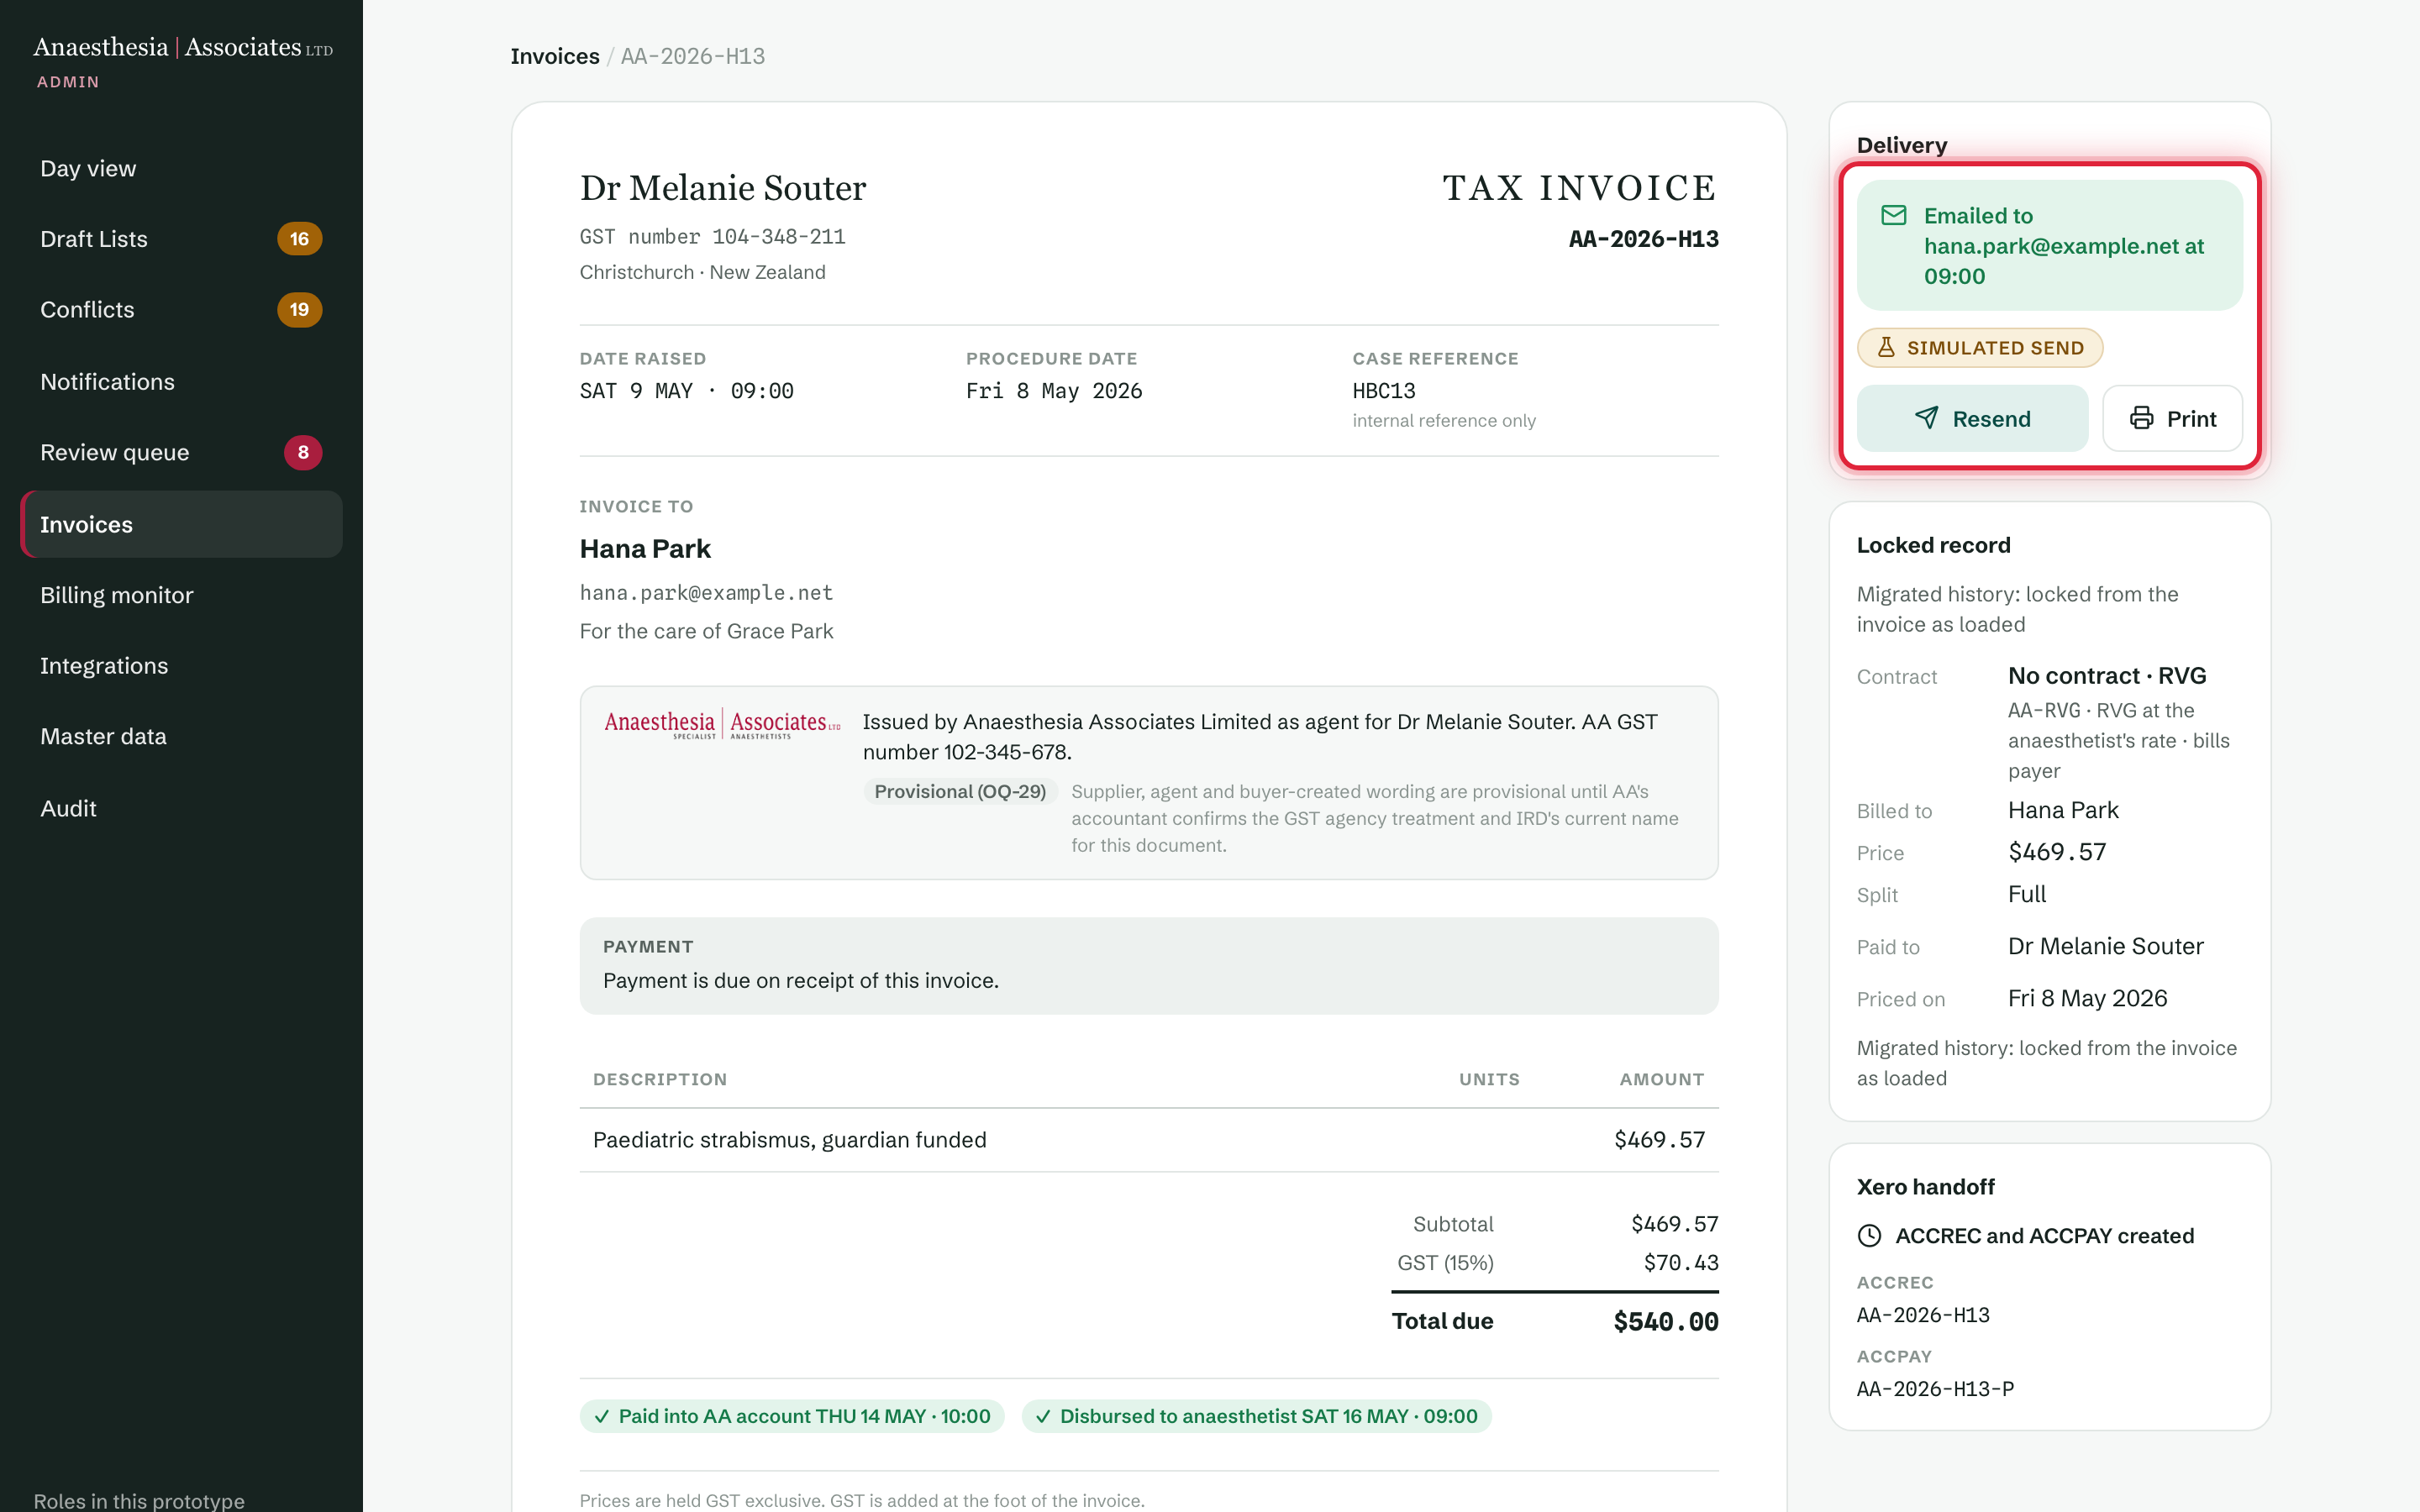 Anaesthesia | Associates LTD
ADMIN
Day view
Draft Lists 16
Conflicts 19
Notifications
Review queue 8
Invoices
Billing monitor
Integrations
Master data
Audit
Roles in this prototype
Invoices / AA-2026-H13
Dr Melanie Souter
GST number 104-348-211
Christchurch · New Zealand
TAX INVOICE
AA-2026-H13
DATE RAISED
SAT 9 MAY · 09:00
PROCEDURE DATE
Fri 8 May 2026
CASE REFERENCE
HBC13
internal reference only
INVOICE TO
Hana Park
hana.park@example.net
For the care of Grace Park
Anaesthesia | Associates LTD
SPECIALIST ANAESTHETISTS
Issued by Anaesthesia Associates Limited as agent for Dr Melanie Souter. AA GST
number 102-345-678.
Provisional (OQ-29)
Supplier, agent and buyer-created wording are provisional until AA's
accountant confirms the GST agency treatment and IRD's current name
for this document.
PAYMENT
Payment is due on receipt of this invoice.
DESCRIPTION UNITS AMOUNT
Paediatric strabismus, guardian funded $469.57
Subtotal $469.57
GST (15%) $70.43
Total due $540.00
Paid into AA account THU 14 MAY · 10:00
Disbursed to anaesthetist SAT 16 MAY · 09:00
Prices are held GST exclusive. GST is added at the foot of the invoice.
Delivery
Emailed to
hana.park@example.net at
09:00
SIMULATED SEND
Resend
Print
Locked record
Migrated history: locked from the
invoice as loaded
Contract No contract · RVG
AA-RVG · RVG at the
anaesthetist's rate · bills
payer
Billed to Hana Park
Price $469.57
Split Full
Paid to Dr Melanie Souter
Priced on Fri 8 May 2026
Migrated history: locked from the invoice
as loaded
Xero handoff
ACCREC and ACCPAY created
ACCREC
AA-2026-H13
ACCPAY
AA-2026-H13-P